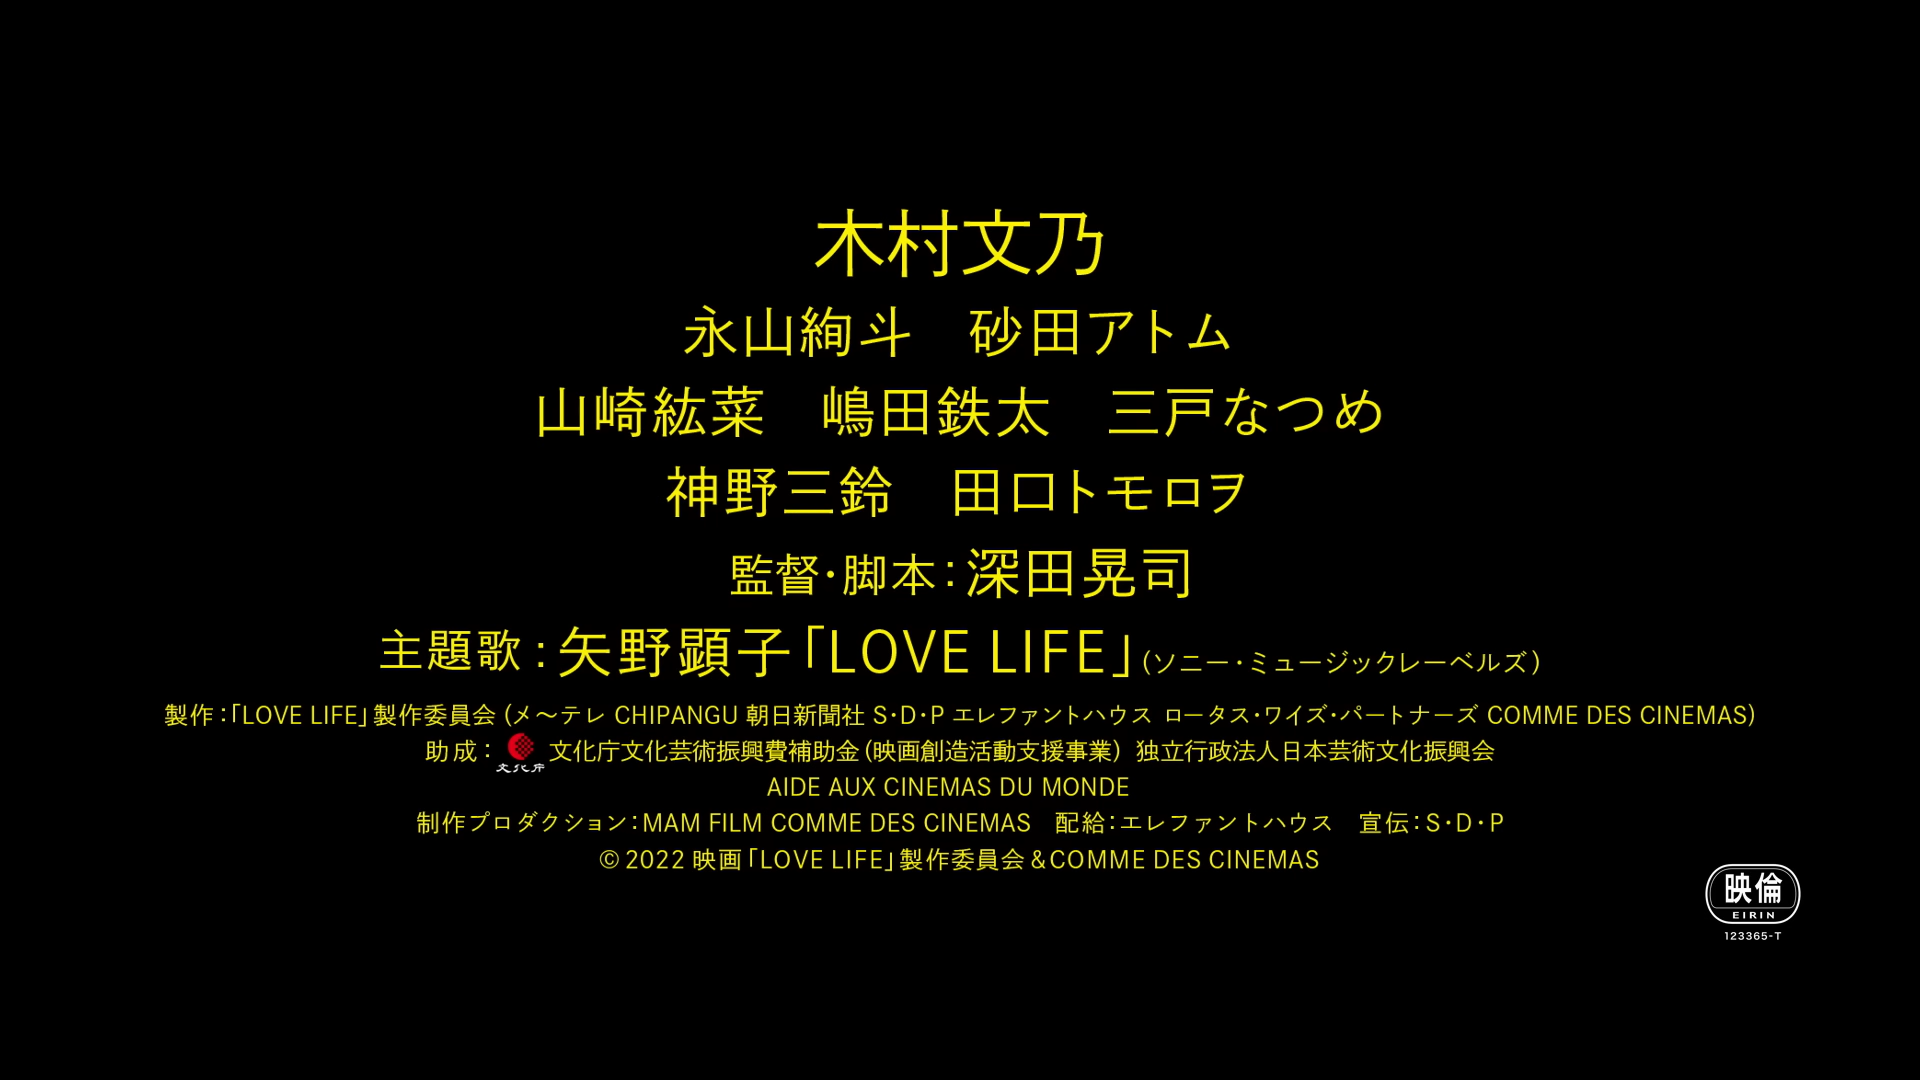 木村文乃
永山絢斗　砂田アトム
山崎紘菜　嶋田鉄太　三戸なつめ
神野三鈴　田口トモロヲ
監督・脚本：深田晃司
主題歌：矢野顕子「LOVE LIFE」（ソニー・ミュージックレーベルズ）
製作：「LOVE LIFE」製作委員会（メ〜テレ CHIPANGU 朝日新聞社 S・D・P エレファントハウス ロータス・ワイズ・パートナーズ COMME DES CINEMAS）
助成：文化庁 文化庁文化芸術振興費補助金（映画創造活動支援事業）独立行政法人日本芸術文化振興会
AIDE AUX CINEMAS DU MONDE
制作プロダクション：MAM FILM COMME DES CINEMAS　配給：エレファントハウス　宣伝：S・D・P
©2022 映画「LOVE LIFE」製作委員会＆COMME DES CINEMAS
映倫
EIRIN
123365-T